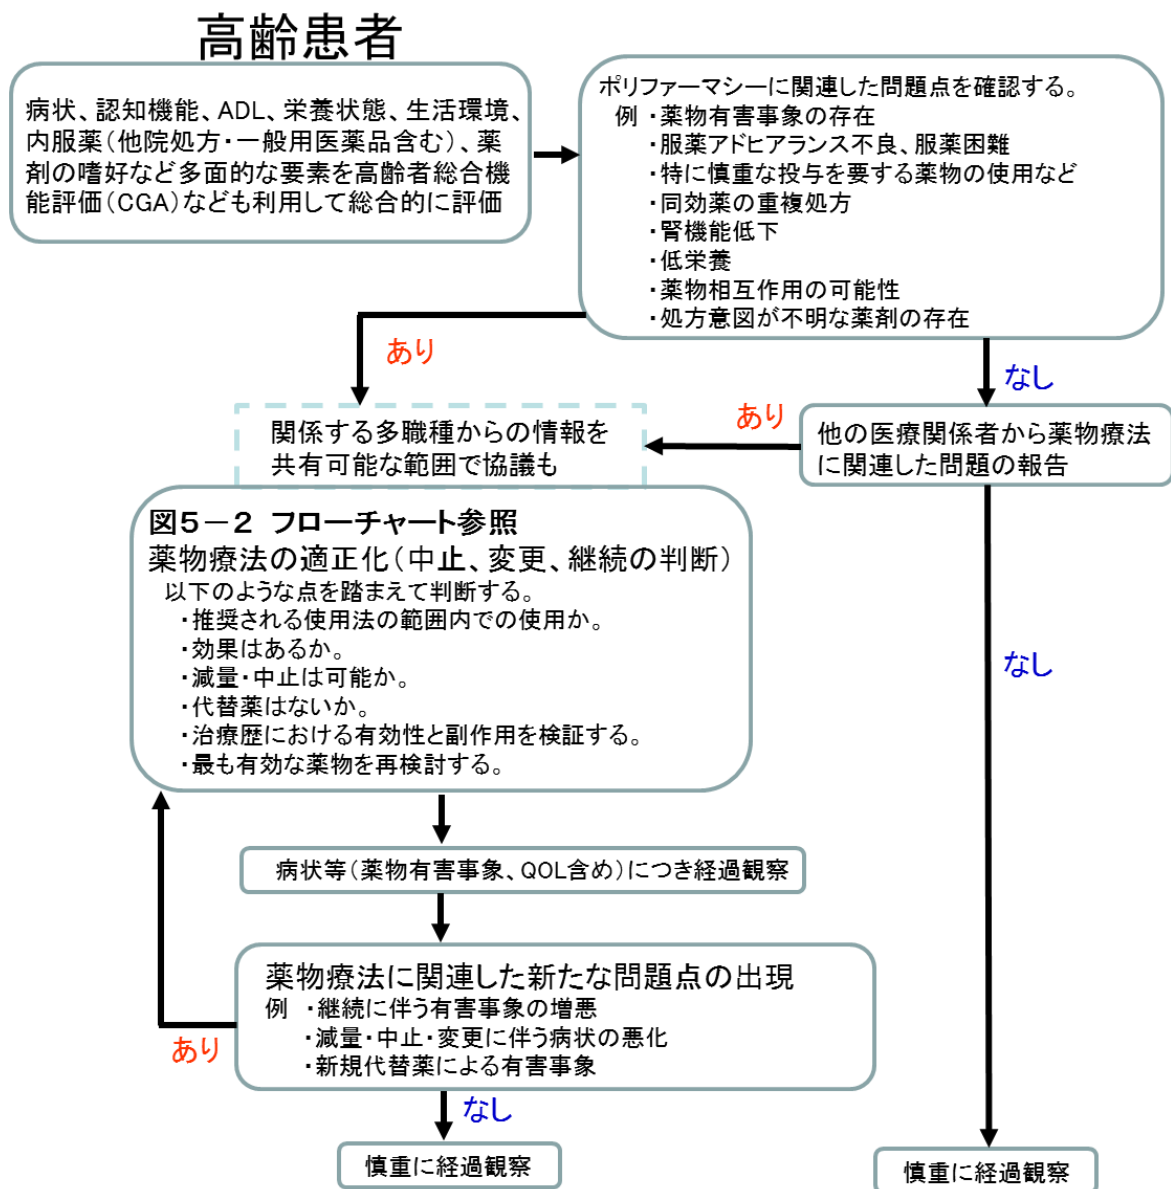 高齢患者
病状、認知機能、ADL、栄養状態、生活環境、
内服薬(他院処方・一般用医薬品含む)、薬
剤の嗜好など多面的な要素を高齢者総合機
能評価(CGA)なども利用して総合的に評価
ポリファーマシーに関連した問題点を確認する。
例 ・薬物有害事象の存在
・服薬アドヒアランス不良、服薬困難
・特に慎重な投与を要する薬物の使用など
・同効薬の重複処方
・腎機能低下
・低栄養
・薬物相互作用の可能性
・処方意図が不明な薬剤の存在
あり
なし
関係する多職種からの情報を
共有可能な範囲で協議も
あり
他の医療関係者から薬物療法
に関連した問題の報告
図5-2 フローチャート参照
薬物療法の適正化(中止、変更、継続の判断)
以下のような点を踏まえて判断する。
・推奨される使用法の範囲内での使用か。
・効果はあるか。
・減量・中止は可能か。
・代替薬はないか。
・治療歴における有効性と副作用を検証する。
・最も有効な薬物を再検討する。
なし
病状等(薬物有害事象、QOL含め)につき経過観察
薬物療法に関連した新たな問題点の出現
例 ・継続に伴う有害事象の増悪
・減量・中止・変更に伴う病状の悪化
・新規代替薬による有害事象
あり
なし
慎重に経過観察
慎重に経過観察